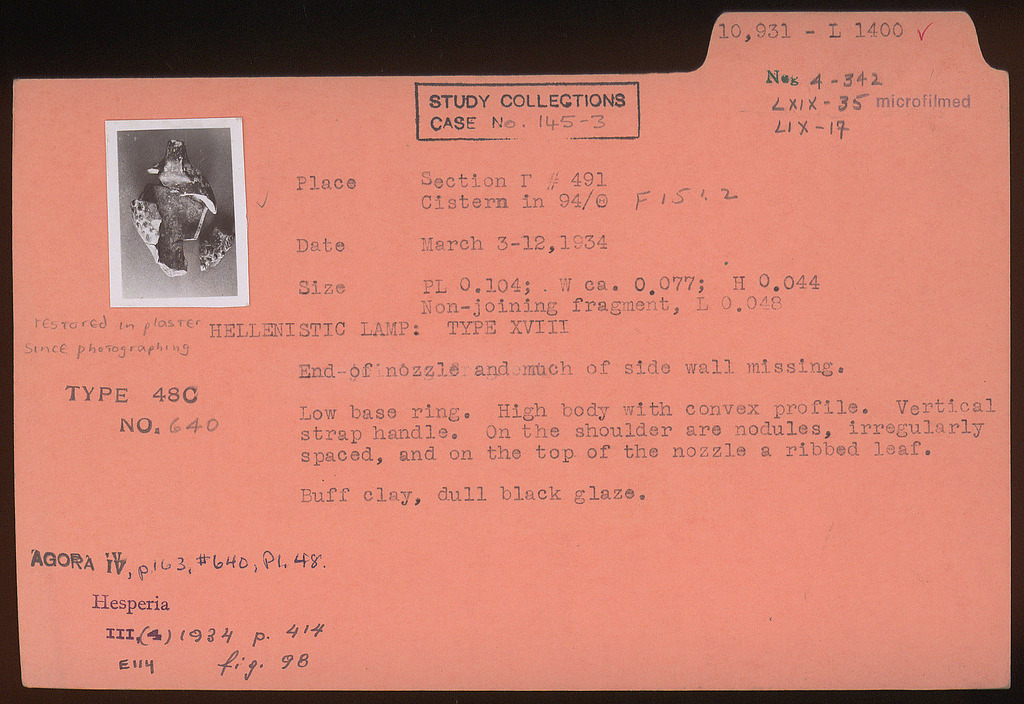 10,931 - L 1400 ✓
Neg 4-342
LXIX-35 microfilmed
LIX-17
STUDY COLLECTIONS
CASE No. 145-3
Place Section Γ # 491
Cistern in 94/Θ F 15:2
Date March 3-12,1934
Size PL 0.104; W ca. 0.077; H 0.044
Non-joining fragment, L 0.048
restored in plaster
since photographing
HELLENISTIC LAMP: TYPE XVIII
End of nozzle and much of side wall missing.
TYPE 48C
NO. 640
Low base ring. High body with convex profile. Vertical
strap handle. On the shoulder are nodules, irregularly
spaced, and on the top of the nozzle a ribbed leaf.
Buff clay, dull black glaze.
AGORA IV, p.163, #640, Pl. 48.
Hesperia
III,(4) 1934 p. 414
E114 fig. 98